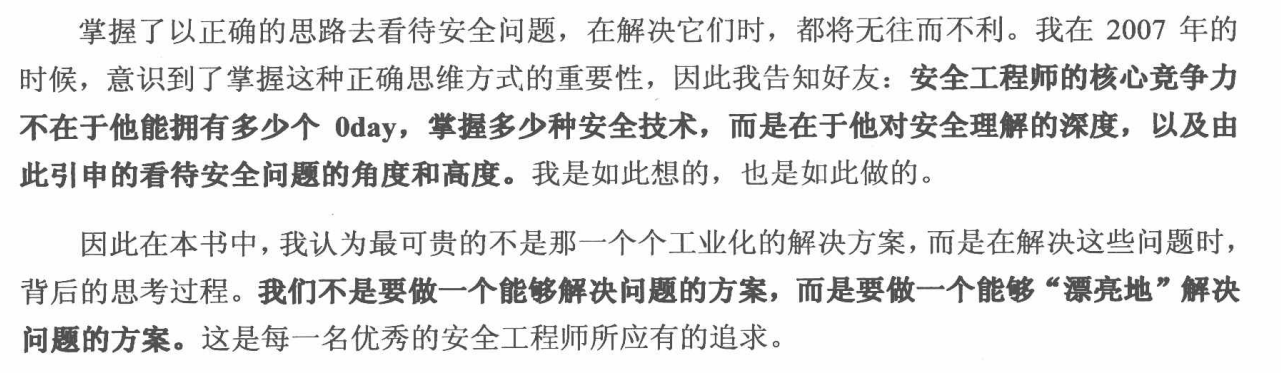 掌握了以正确的思路去看待安全问题，在解决它们时，都将无往而不利。我在 2007 年的
时候，意识到了掌握这种正确思维方式的重要性，因此我告知好友：安全工程师的核心竞争力
不在于他能拥有多少个 0day，掌握多少种安全技术，而是在于他对安全理解的深度，以及由
此引申的看待安全问题的角度和高度。我是如此想的，也是如此做的。
因此在本书中，我认为最可贵的不是那一个个工业化的解决方案，而是在解决这些问题时，
背后的思考过程。我们不是要做一个能够解决问题的方案，而是要做一个能够“漂亮地”解决
问题的方案。这是每一名优秀的安全工程师所应有的追求。